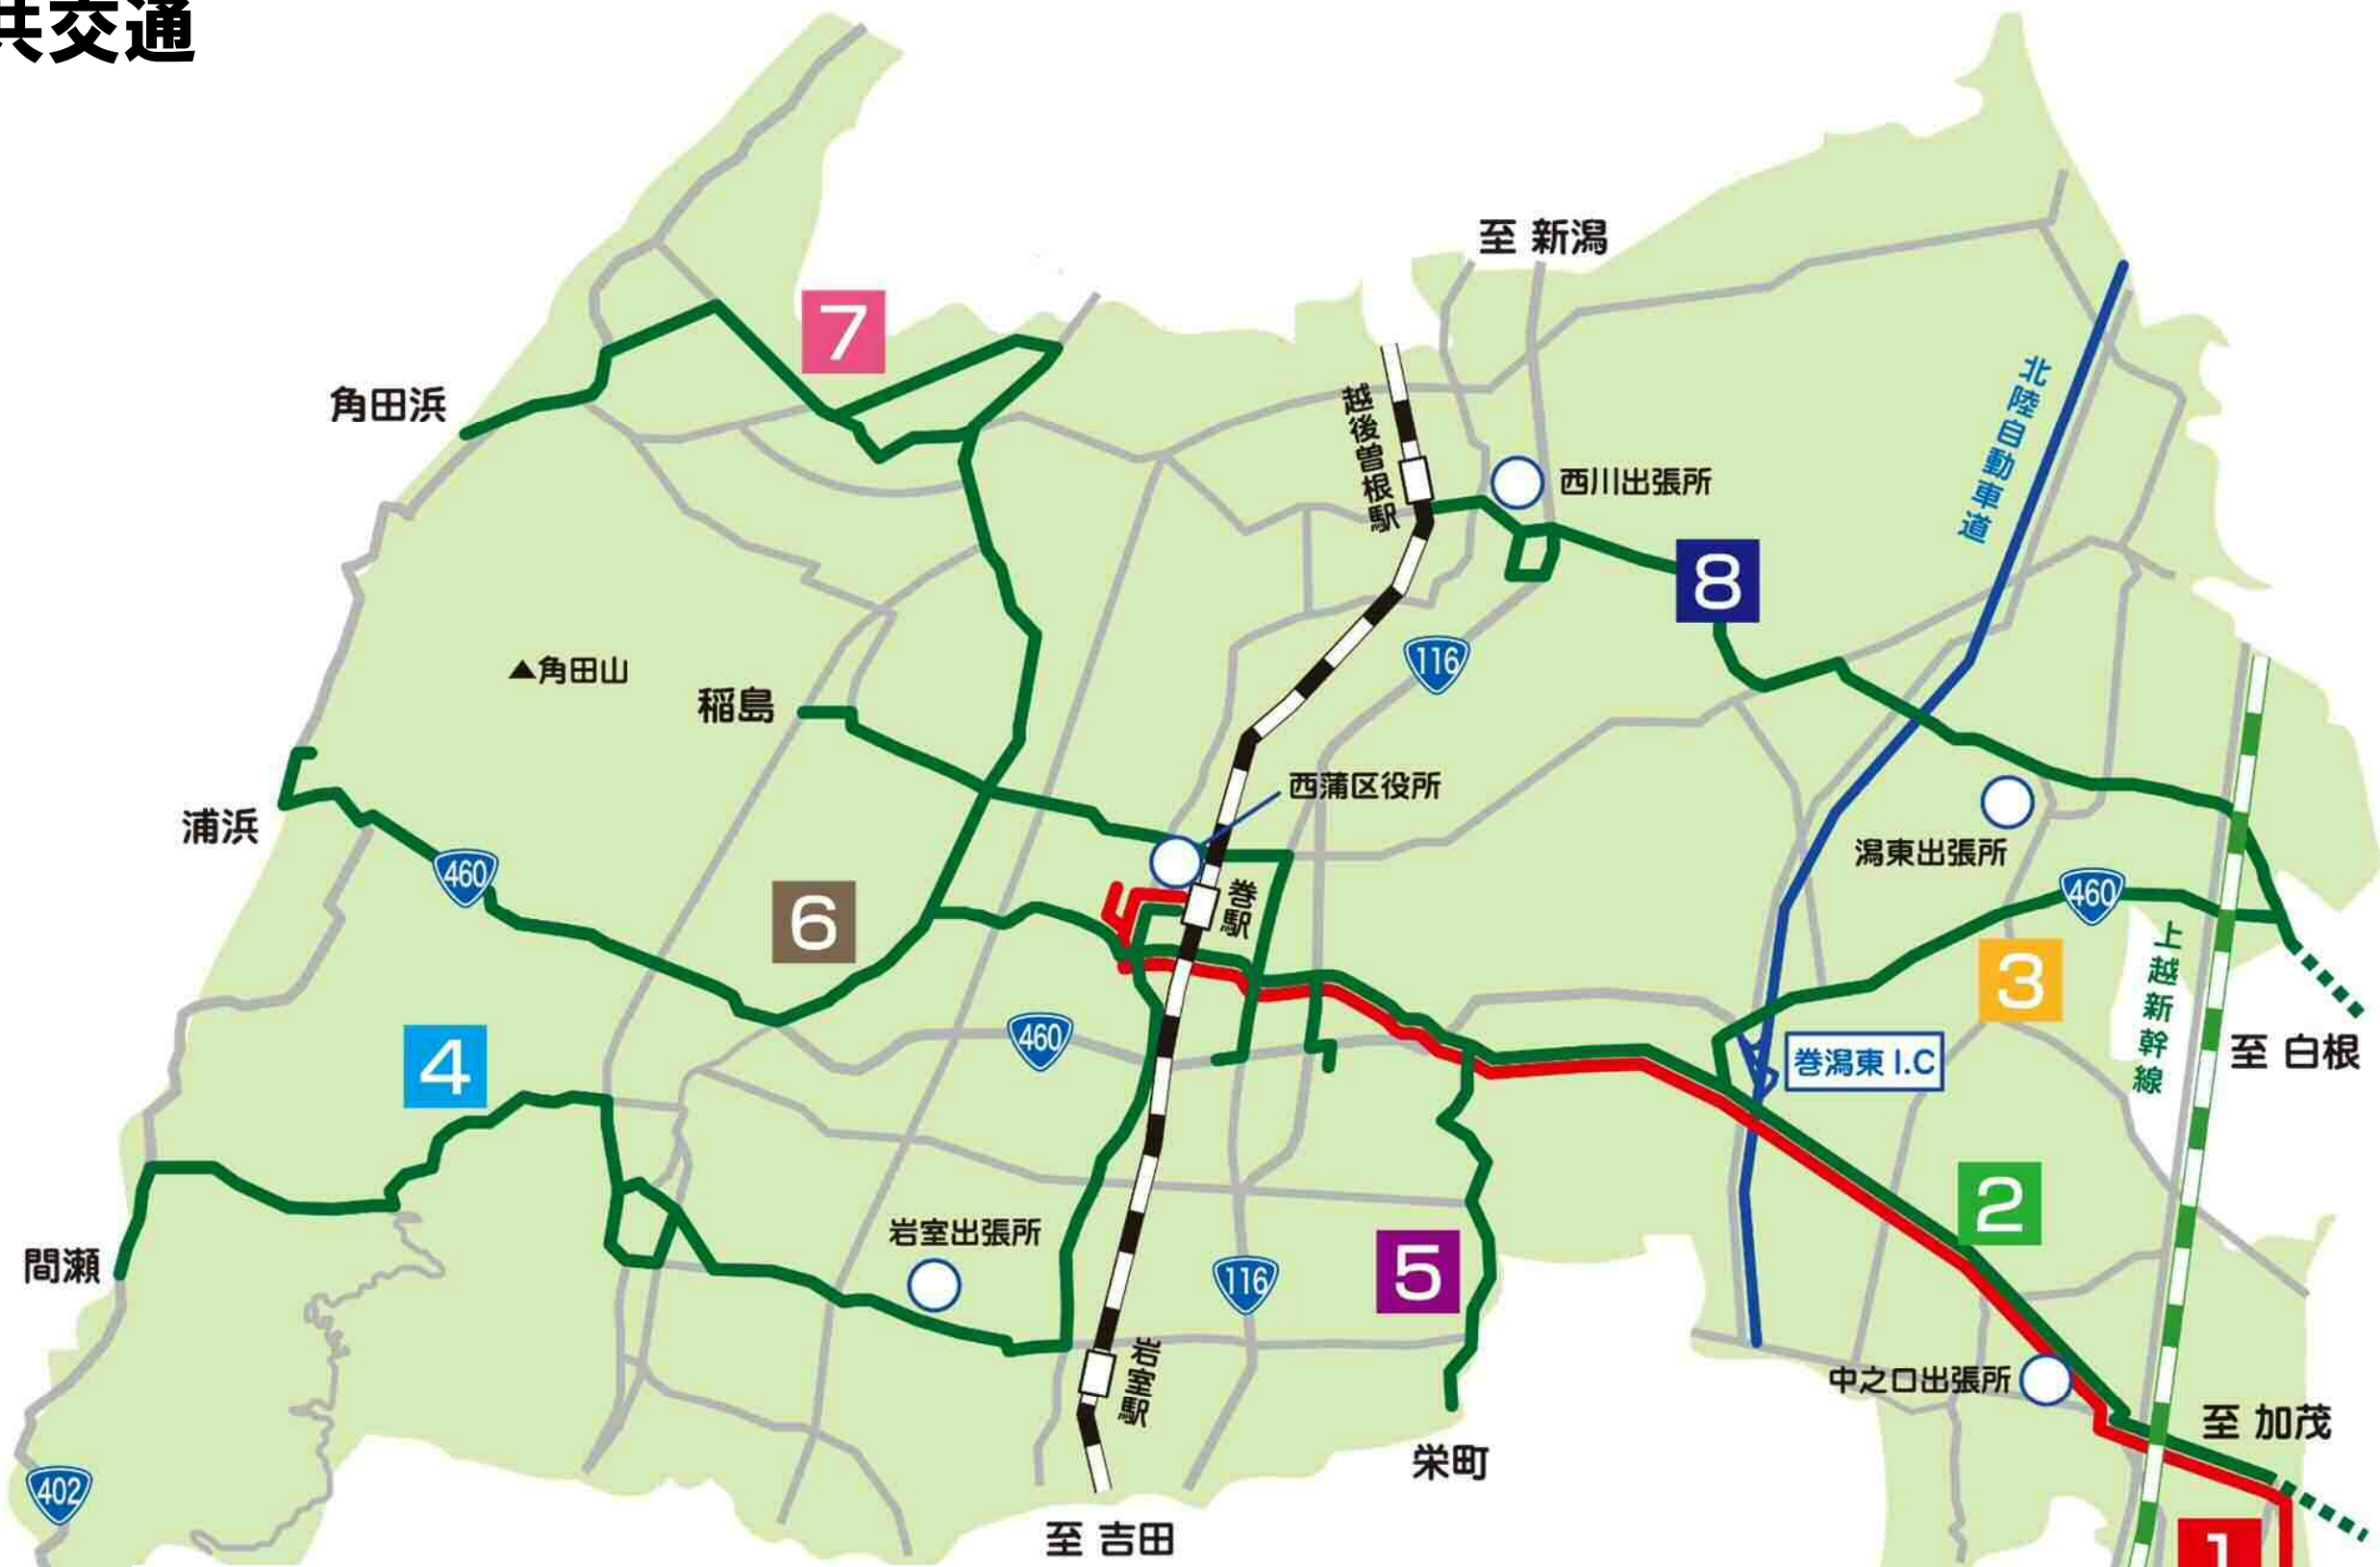 共交通
至 新潟
7
角田浜
越後曽根駅
西川出張所
北陸自動車道
8
116
▲角田山
稲島
西蒲区役所
浦浜
潟東出張所
460
460
6
巻駅
3
上越新幹線
460
4
巻潟東 I.C
至 白根
2
岩室出張所
間瀬
5
116
岩室駅
中之口出張所
至 加茂
栄町
402
至 吉田
1